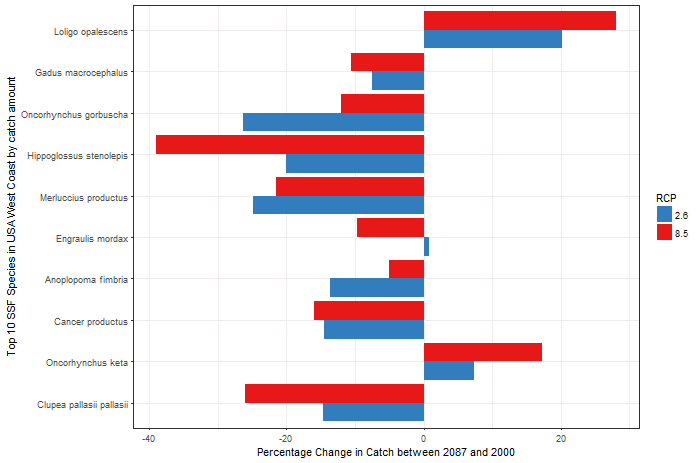 Top 10 SSF Species in USA West Coast by catch amount
Loligo opalescens
Gadus macrocephalus
Oncorhynchus gorbuscha
Hippoglossus stenolepis
Merluccius productus
Engraulis mordax
Anoplopoma fimbria
Cancer productus
Oncorhynchus keta
Clupea pallasii pallasii
-40 -20 0 20
Percentage Change in Catch between 2087 and 2000
RCP
2.6
8.5